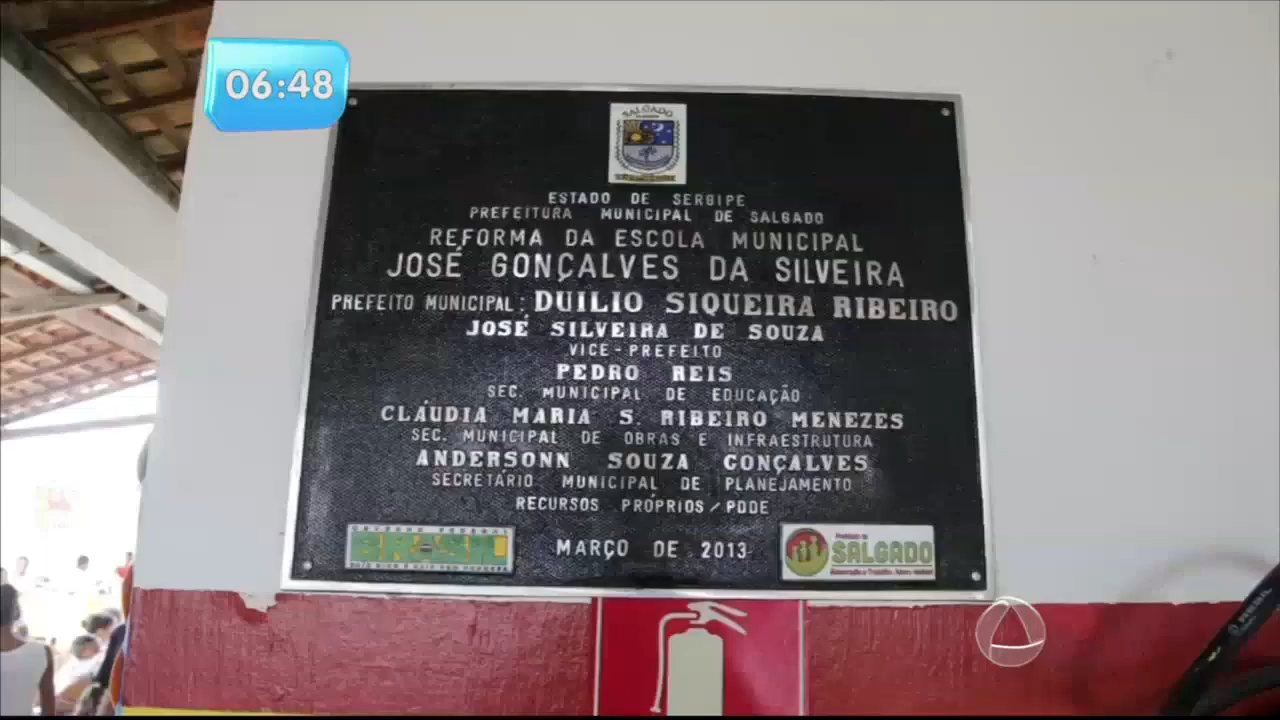 06:48
SALGADO
ESTADO DE SERGIPE
PREFEITURA MUNICIPAL DE SALGADO
REFORMA DA ESCOLA MUNICIPAL
JOSÉ GONÇALVES DA SILVEIRA
PREFEITO MUNICIPAL: DUILIO SIQUEIRA RIBEIRO
JOSÉ SILVEIRA DE SOUZA
VICE-PREFEITO
PEDRO REIS
SEC. MUNICIPAL DE EDUCAÇÃO
CLÁUDIA MARIA S. RIBEIRO MENEZES
SEC. MUNICIPAL DE OBRAS E INFRAESTRUTURA
ANDERSONN SOUZA GONÇALVES
SECRETÁRIO MUNICIPAL DE PLANEJAMENTO
RECURSOS PRÓPRIOS/PDDE
GOVERNO FEDERAL
BRASIL
MARÇO DE 2013
SALGADO